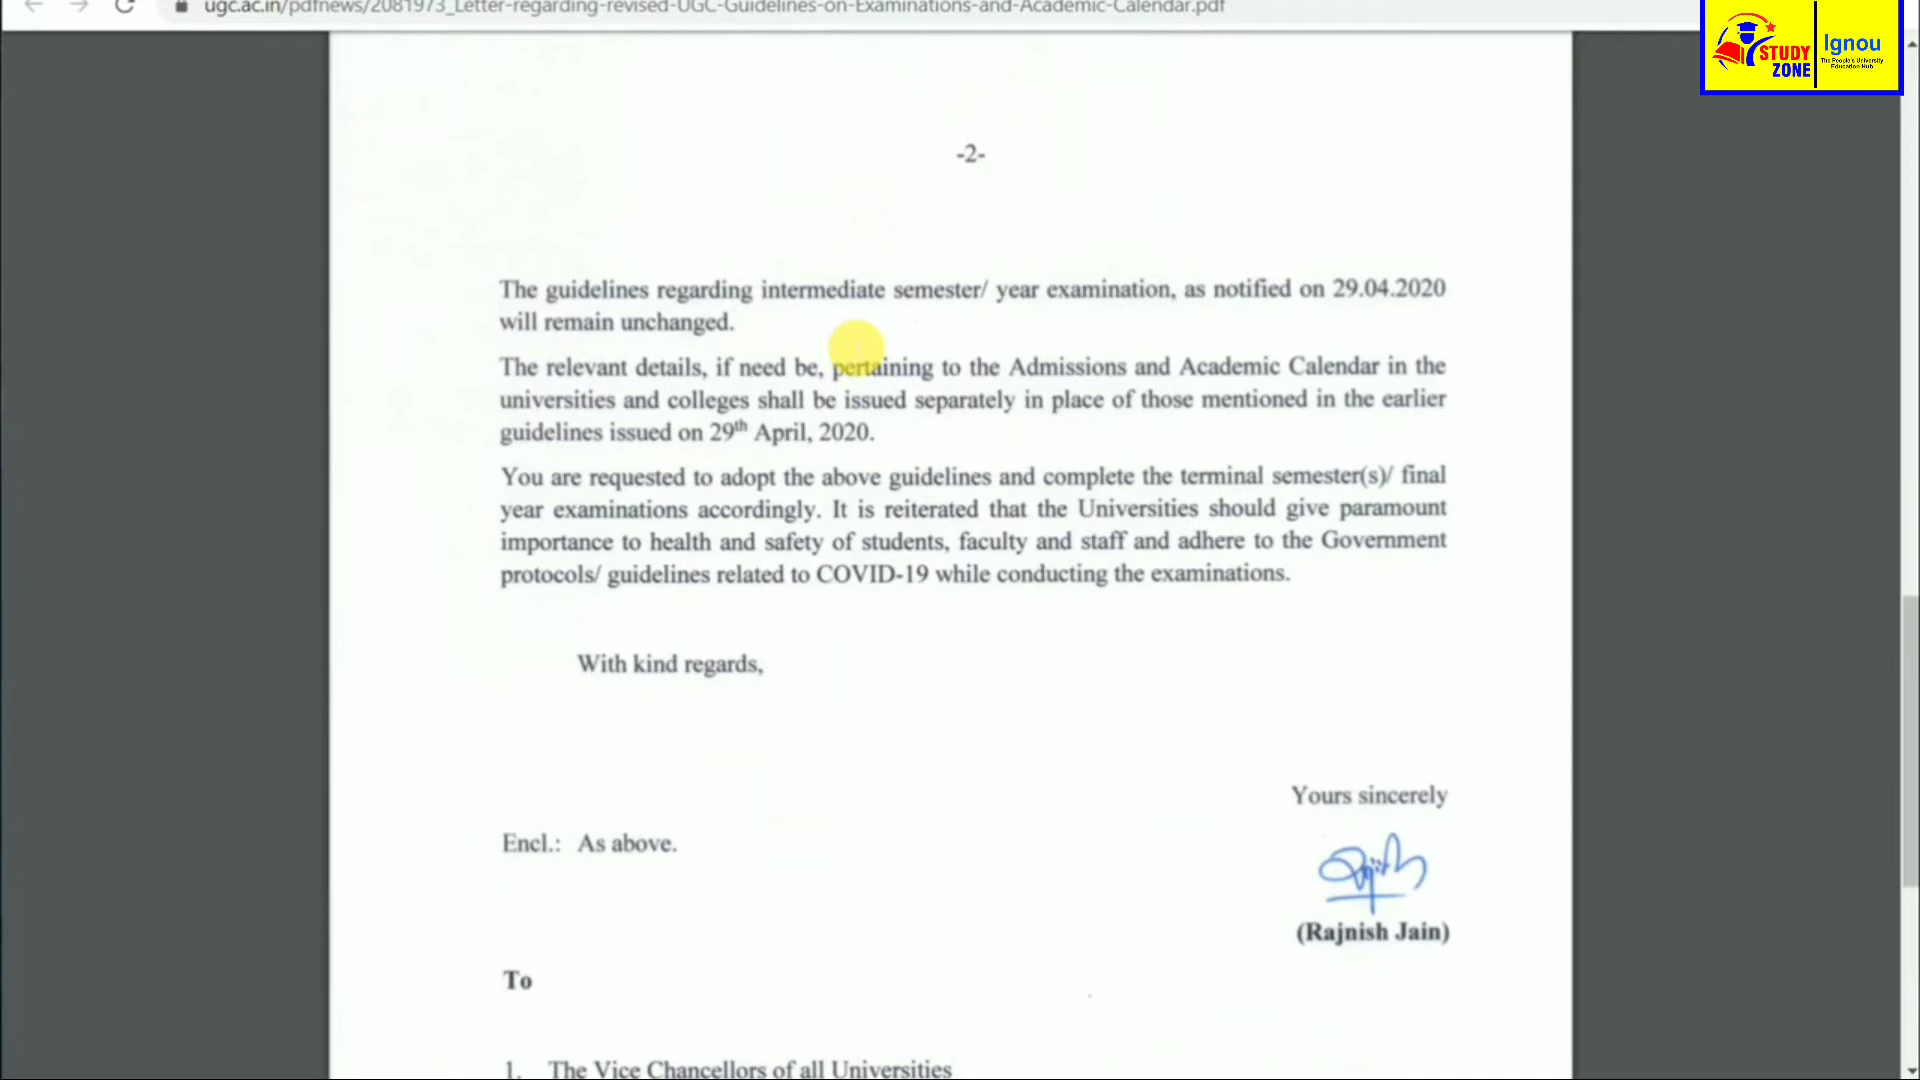 ugc.ac.in/pdfnews/2081973_Letter-regarding-revised-UGC-Guidelines-on-Examinations-and-Academic-Calendar.pdf
STUDY
ZONE
Ignou
The People's University
Education Hub
-2-
The guidelines regarding intermediate semester/ year examination, as notified on 29.04.2020
will remain unchanged.
The relevant details, if need be, pertaining to the Admissions and Academic Calendar in the
universities and colleges shall be issued separately in place of those mentioned in the earlier
guidelines issued on 29th April, 2020.
You are requested to adopt the above guidelines and complete the terminal semester(s)/ final
year examinations accordingly. It is reiterated that the Universities should give paramount
importance to health and safety of students, faculty and staff and adhere to the Government
protocols/ guidelines related to COVID-19 while conducting the examinations.
With kind regards,
Yours sincerely
Encl.: As above.
(Rajnish Jain)
To
1. The Vice Chancellors of all Universities